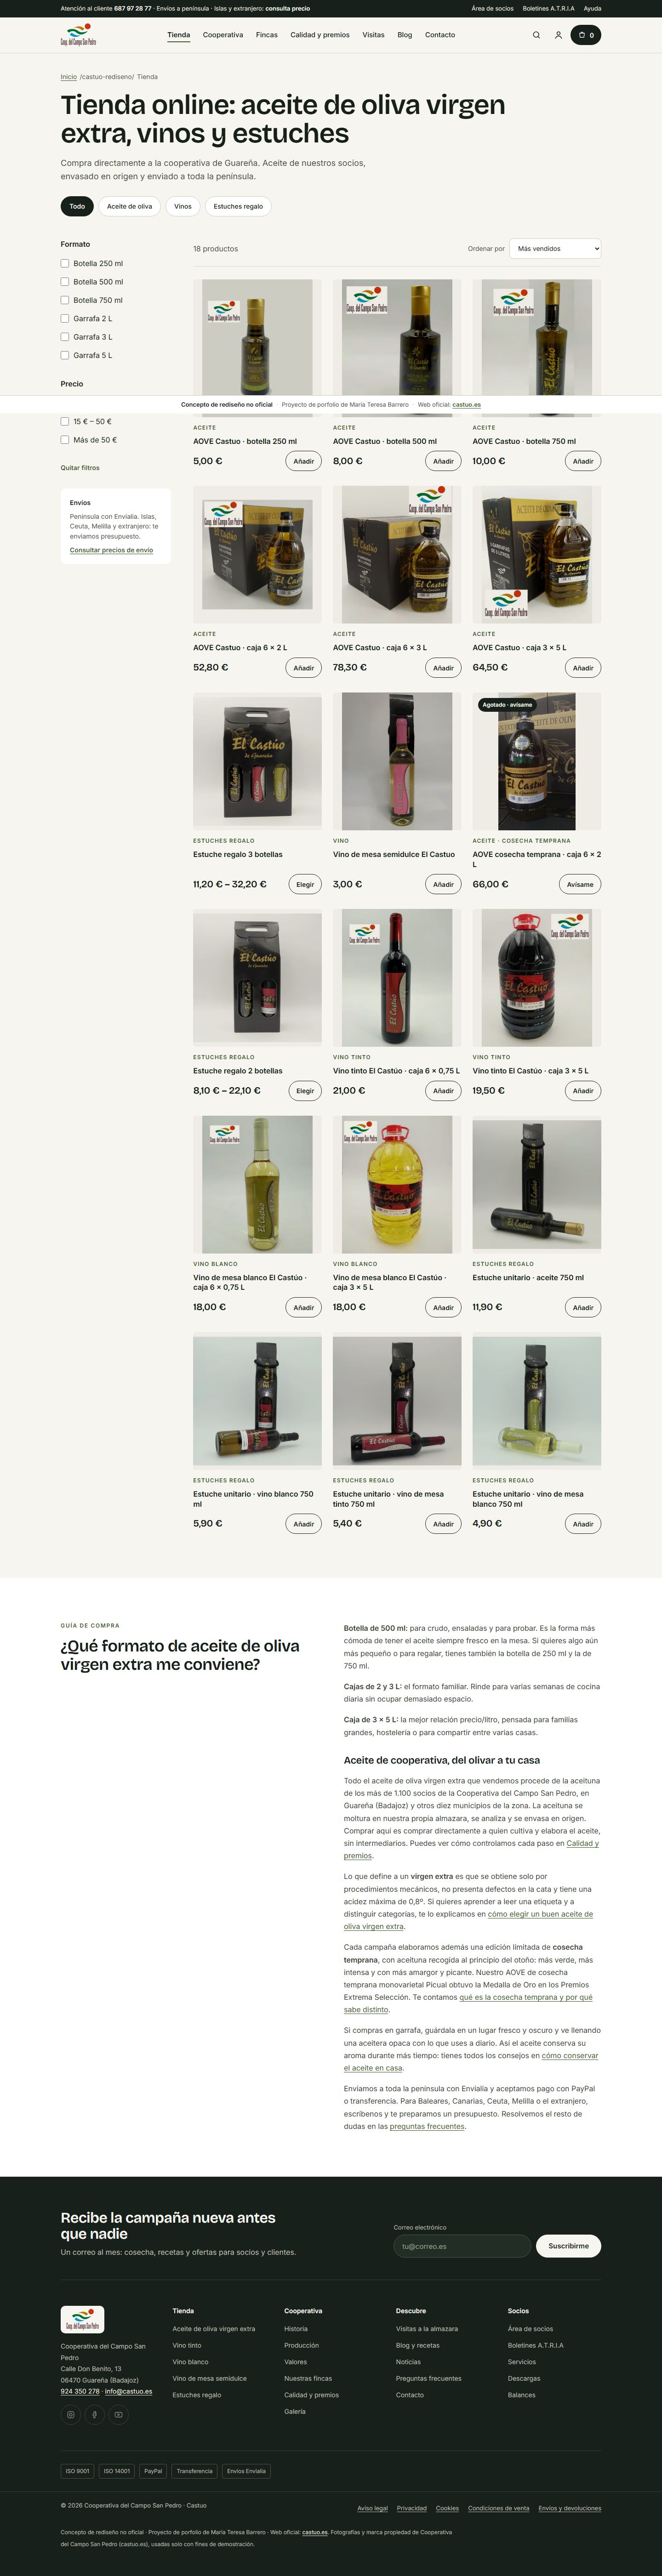 Atención al cliente 687 97 28 77 · Envíos a península · Islas y extranjero: consulta precio
Área de socios Boletines A.T.R.I.A Ayuda
Coop. del Campo San Pedro
Tienda Cooperativa Fincas Calidad y premios Visitas Blog Contacto
0
Inicio /castuo-rediseno/ Tienda
Tienda online: aceite de oliva virgen
extra, vinos y estuches
Compra directamente a la cooperativa de Guareña. Aceite de nuestros socios,
envasado en origen y enviado a toda la península.
Todo Aceite de oliva Vinos Estuches regalo
Formato
Botella 250 ml
Botella 500 ml
Botella 750 ml
Garrafa 2 L
Garrafa 3 L
Garrafa 5 L
Precio
15 € – 50 €
Más de 50 €
Quitar filtros
Envíos
Península con Envialia. Islas,
Ceuta, Melilla y extranjero: te
enviamos presupuesto.
Consultar precios de envío
18 productos
Ordenar por Más vendidos
Concepto de rediseño no oficial · Proyecto de porfolio de María Teresa Barrero · Web oficial: castuo.es
ACEITE
AOVE Castuo · botella 250 ml
5,00 € Añadir
ACEITE
AOVE Castuo · botella 500 ml
8,00 € Añadir
ACEITE
AOVE Castuo · botella 750 ml
10,00 € Añadir
ACEITE
AOVE Castuo · caja 6 × 2 L
52,80 € Añadir
ACEITE
AOVE Castuo · caja 6 × 3 L
78,30 € Añadir
ACEITE
AOVE Castuo · caja 3 × 5 L
64,50 € Añadir
ESTUCHES REGALO
Estuche regalo 3 botellas
11,20 € – 32,20 € Elegir
VINO
Vino de mesa semidulce El Castuo
3,00 € Añadir
Agotado · avísame
ACEITE · COSECHA TEMPRANA
AOVE cosecha temprana · caja 6 × 2
L
66,00 € Avísame
ESTUCHES REGALO
Estuche regalo 2 botellas
8,10 € – 22,10 € Elegir
VINO TINTO
Vino tinto El Castúo · caja 6 × 0,75 L
21,00 € Añadir
VINO TINTO
Vino tinto El Castúo · caja 3 × 5 L
19,50 € Añadir
VINO BLANCO
Vino de mesa blanco El Castúo ·
caja 6 × 0,75 L
18,00 € Añadir
VINO BLANCO
Vino de mesa blanco El Castúo ·
caja 3 × 5 L
18,00 € Añadir
ESTUCHES REGALO
Estuche unitario · aceite 750 ml
11,90 € Añadir
ESTUCHES REGALO
Estuche unitario · vino blanco 750
ml
5,90 € Añadir
ESTUCHES REGALO
Estuche unitario · vino de mesa
tinto 750 ml
5,40 € Añadir
ESTUCHES REGALO
Estuche unitario · vino de mesa
blanco 750 ml
4,90 € Añadir
GUÍA DE COMPRA
¿Qué formato de aceite de oliva
virgen extra me conviene?
Botella de 500 ml: para crudo, ensaladas y para probar. Es la forma más
cómoda de tener el aceite siempre fresco en la mesa. Si quieres algo aún
más pequeño o para regalar, tienes también la botella de 250 ml y la de
750 ml.
Cajas de 2 y 3 L: el formato familiar. Rinde para varias semanas de cocina
diaria sin ocupar demasiado espacio.
Caja de 3 × 5 L: la mejor relación precio/litro, pensada para familias
grandes, hostelería o para compartir entre varias casas.
Aceite de cooperativa, del olivar a tu casa
Todo el aceite de oliva virgen extra que vendemos procede de la aceituna
de los más de 1.100 socios de la Cooperativa del Campo San Pedro, en
Guareña (Badajoz) y otros diez municipios de la zona. La aceituna se
moltura en nuestra propia almazara, se analiza y se envasa en origen.
Comprar aquí es comprar directamente a quien cultiva y elabora el aceite,
sin intermediarios. Puedes ver cómo controlamos cada paso en Calidad y
premios.
Lo que define a un virgen extra es que se obtiene solo por
procedimientos mecánicos, no presenta defectos en la cata y tiene una
acidez máxima de 0,8º. Si quieres aprender a leer una etiqueta y a
distinguir categorías, te lo explicamos en cómo elegir un buen aceite de
oliva virgen extra.
Cada campaña elaboramos además una edición limitada de cosecha
temprana, con aceituna recogida al principio del otoño: más verde, más
intensa y con más amargor y picante. Nuestro AOVE de cosecha
temprana monovarietal Picual obtuvo la Medalla de Oro en los Premios
Extrema Selección. Te contamos qué es la cosecha temprana y por qué
sabe distinto.
Si compras en garrafa, guárdala en un lugar fresco y oscuro y ve llenando
una aceitera opaca con lo que uses a diario. Así el aceite conserva su
aroma durante más tiempo: tienes todos los consejos en cómo conservar
el aceite en casa.
Enviamos a toda la península con Envialia y aceptamos pago con PayPal
o transferencia. Para Baleares, Canarias, Ceuta, Melilla o el extranjero,
escríbenos y te preparamos un presupuesto. Resolvemos el resto de
dudas en las preguntas frecuentes.
Recibe la campaña nueva antes
que nadie
Un correo al mes: cosecha, recetas y ofertas para socios y clientes.
Correo electrónico
tu@correo.es Suscribirme
Coop. del Campo San Pedro
Cooperativa del Campo San
Pedro
Calle Don Benito, 13
06470 Guareña (Badajoz)
924 350 278 · info@castuo.es
Tienda
Aceite de oliva virgen extra
Vino tinto
Vino blanco
Vino de mesa semidulce
Estuches regalo
Cooperativa
Historia
Producción
Valores
Nuestras fincas
Calidad y premios
Galería
Descubre
Visitas a la almazara
Blog y recetas
Noticias
Preguntas frecuentes
Contacto
Socios
Área de socios
Boletines A.T.R.I.A
Servicios
Descargas
Balances
ISO 9001 ISO 14001 PayPal Transferencia Envíos Envialia
© 2026 Cooperativa del Campo San Pedro · Castuo
Aviso legal Privacidad Cookies Condiciones de venta Envíos y devoluciones
Concepto de rediseño no oficial · Proyecto de porfolio de María Teresa Barrero · Web oficial: castuo.es. Fotografías y marca propiedad de Cooperativa
del Campo San Pedro (castuo.es), usadas solo con fines de demostración.